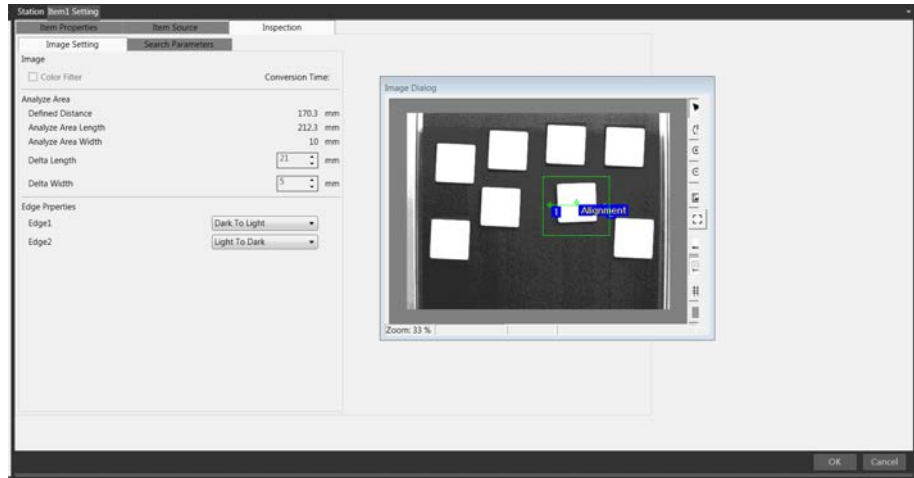 Station Item1 Setting
Item Properties Item Source Inspection
Image Setting Search Parameters
Image
Color Filter Conversion Time:
Analyze Area
Defined Distance 170.3 mm
Analyze Area Length 212.3 mm
Analyze Area Width 10 mm
Delta Length 21 mm
Delta Width 5 mm
Edge Prperties
Edge1 Dark To Light
Edge2 Light To Dark
Image Dialog
1 Alignment
Zoom: 33 %
OK Cancel